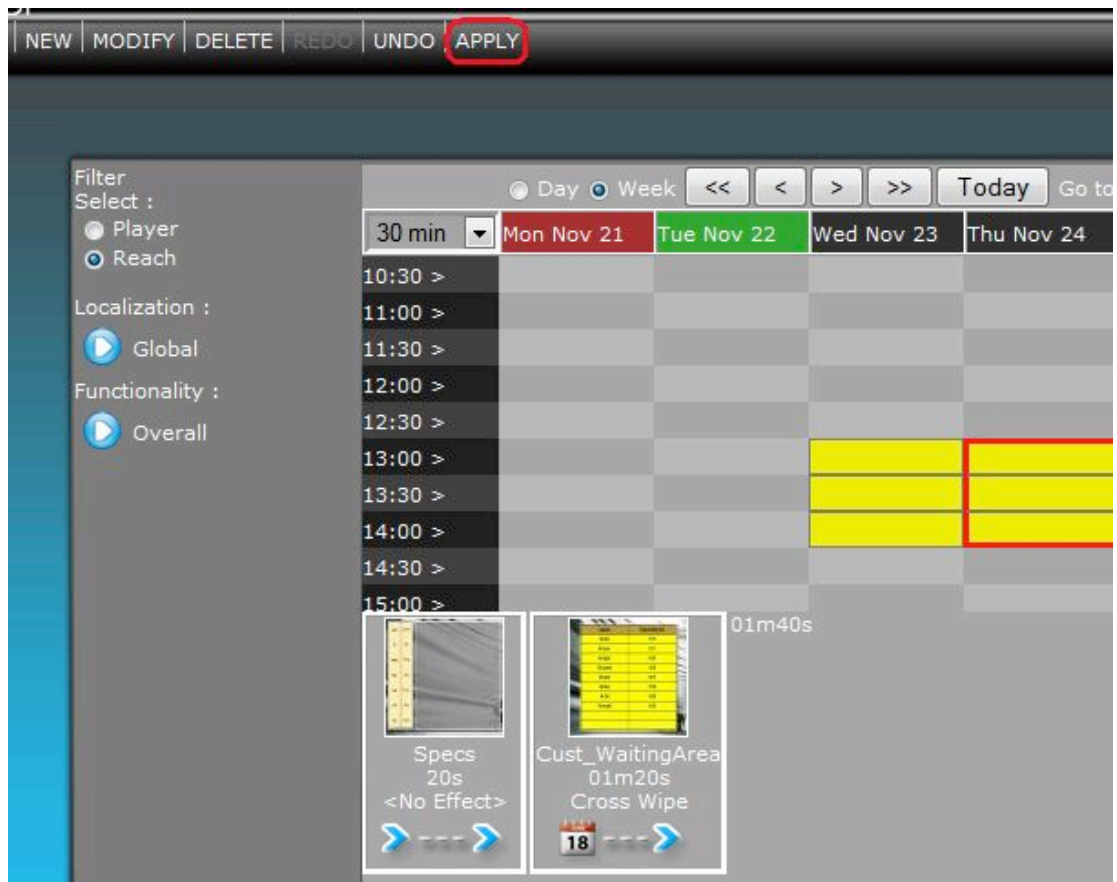 NEW MODIFY DELETE REDO UNDO APPLY
Filter
Select :
Player
Reach
Localization :
Global
Functionality :
Overall
Day Week << < > >> Today Go to
30 min Mon Nov 21 Tue Nov 22 Wed Nov 23 Thu Nov 24
10:30 >
11:00 >
11:30 >
12:00 >
12:30 >
13:00 >
13:30 >
14:00 >
14:30 >
15:00 >
01m40s
Specs
20s
<No Effect>
Cust_WaitingArea
01m20s
Cross Wipe
18